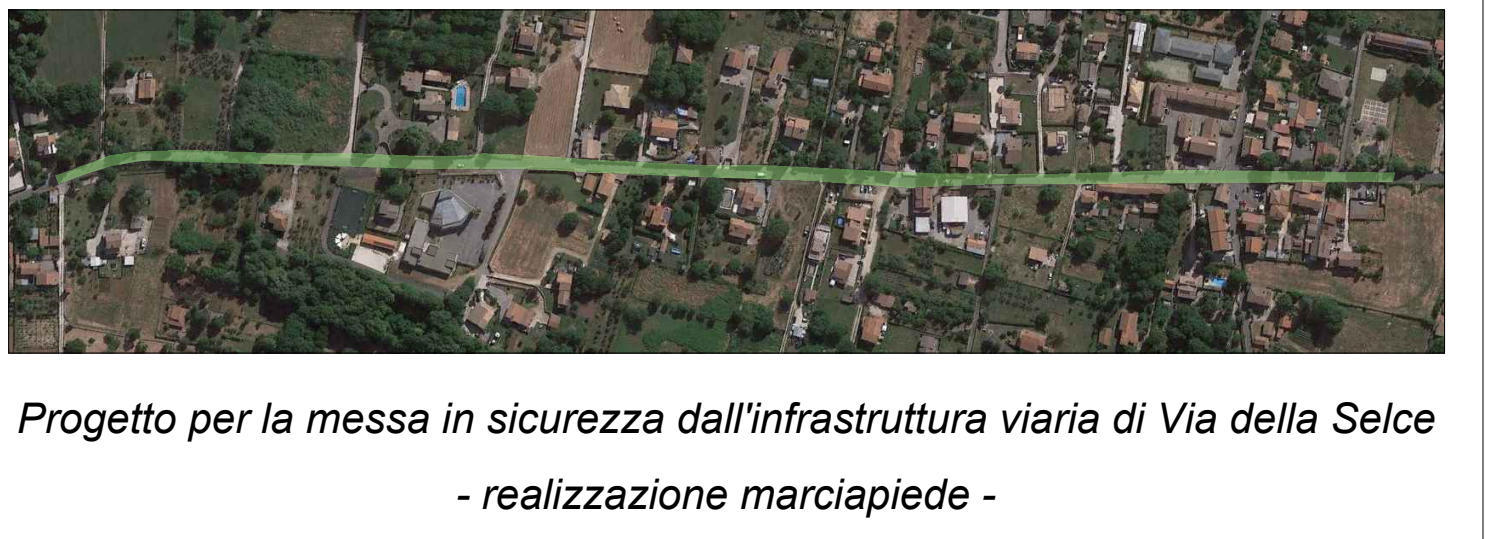 Progetto per la messa in sicurezza dall'infrastruttura viaria di Via della Selce
- realizzazione marciapiede -